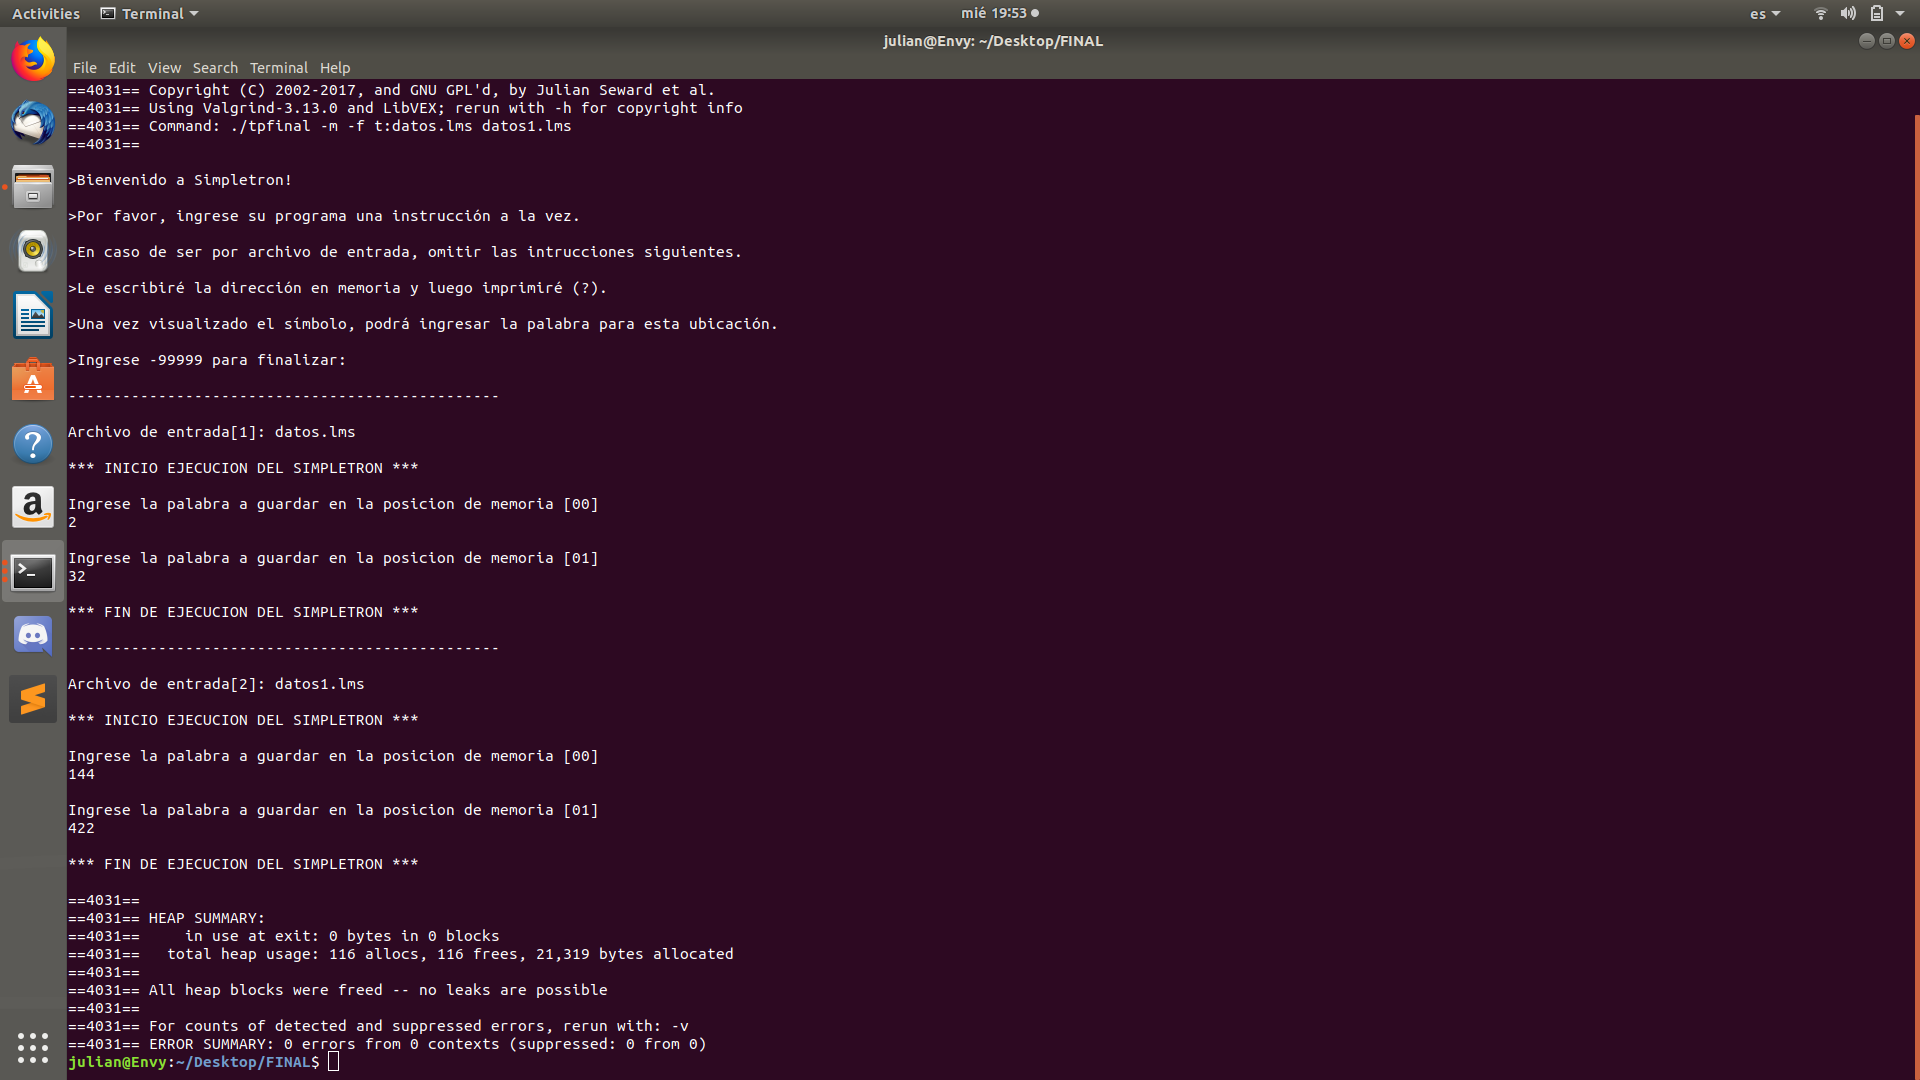 Activities Terminal mié 19:53 es
julian@Envy: ~/Desktop/FINAL
File Edit View Search Terminal Help
==4031== Copyright (C) 2002-2017, and GNU GPL'd, by Julian Seward et al.
==4031== Using Valgrind-3.13.0 and LibVEX; rerun with -h for copyright info
==4031== Command: ./tpfinal -m -f t:datos.lms datos1.lms
==4031==
>Bienvenido a Simpletron!
>Por favor, ingrese su programa una instrucción a la vez.
>En caso de ser por archivo de entrada, omitir las intrucciones siguientes.
>Le escribiré la dirección en memoria y luego imprimiré (?).
>Una vez visualizado el símbolo, podrá ingresar la palabra para esta ubicación.
>Ingrese -99999 para finalizar:
------------------------------------------------
Archivo de entrada[1]: datos.lms
*** INICIO EJECUCION DEL SIMPLETRON ***
Ingrese la palabra a guardar en la posicion de memoria [00]
2
Ingrese la palabra a guardar en la posicion de memoria [01]
32
*** FIN DE EJECUCION DEL SIMPLETRON ***
------------------------------------------------
Archivo de entrada[2]: datos1.lms
*** INICIO EJECUCION DEL SIMPLETRON ***
Ingrese la palabra a guardar en la posicion de memoria [00]
144
Ingrese la palabra a guardar en la posicion de memoria [01]
422
*** FIN DE EJECUCION DEL SIMPLETRON ***
==4031==
==4031== HEAP SUMMARY:
==4031==     in use at exit: 0 bytes in 0 blocks
==4031==   total heap usage: 116 allocs, 116 frees, 21,319 bytes allocated
==4031==
==4031== All heap blocks were freed -- no leaks are possible
==4031==
==4031== For counts of detected and suppressed errors, rerun with: -v
==4031== ERROR SUMMARY: 0 errors from 0 contexts (suppressed: 0 from 0)
julian@Envy:~/Desktop/FINAL$